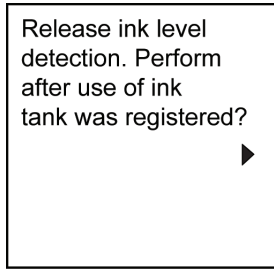 Release ink level
detection. Perform
after use of ink
tank was registered?